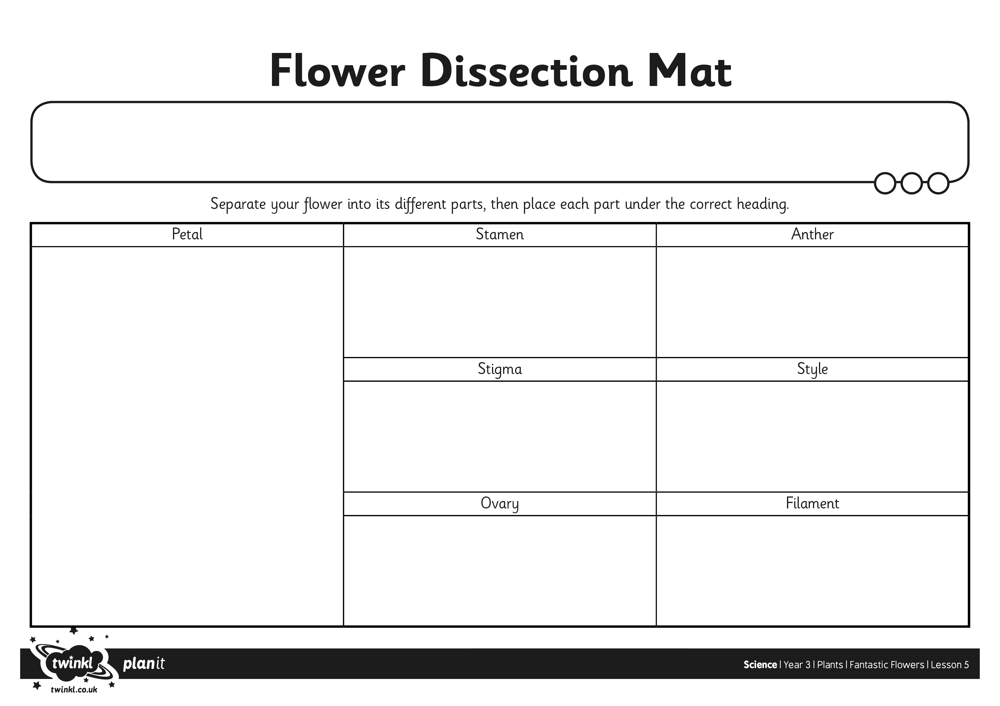 Flower Dissection Mat
Separate your flower into its different parts, then place each part under the correct heading.
Petal
Stamen
Anther
Stigma
Style
Ovary
Filament
twinkl
planit
twinkl.co.uk
Science | Year 3 | Plants | Fantastic Flowers | Lesson 5